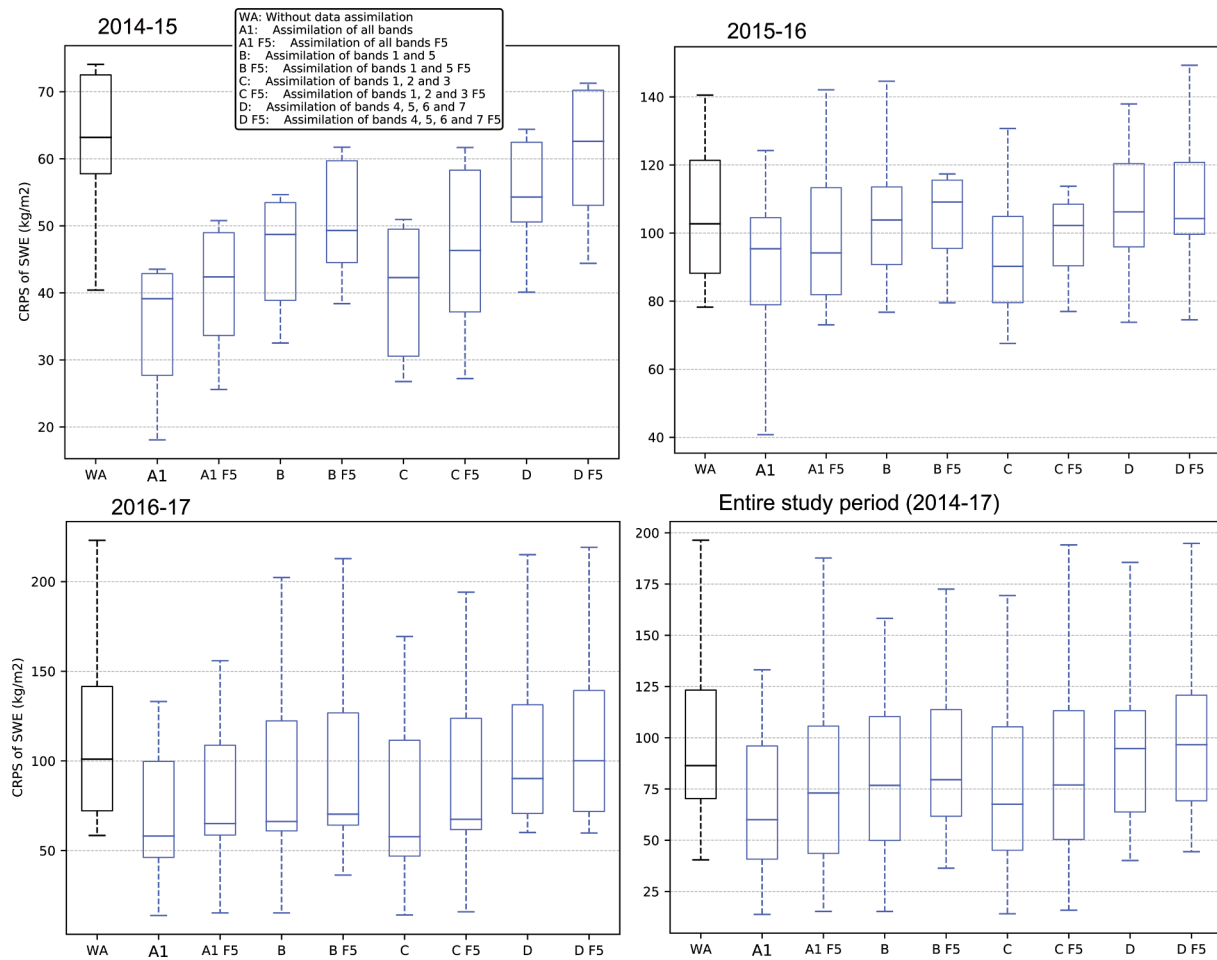 2014-15
WA: Without data assimilation
A1: Assimilation of all bands
A1 F5: Assimilation of all bands F5
B: Assimilation of bands 1 and 5
B F5: Assimilation of bands 1 and 5 F5
C: Assimilation of bands 1, 2 and 3
C F5: Assimilation of bands 1, 2 and 3 F5
D: Assimilation of bands 4, 5, 6 and 7
D F5: Assimilation of bands 4, 5, 6 and 7 F5
CRPS of SWE (kg/m2)
70
60
50
40
30
20
WA A1 A1 F5 B B F5 C C F5 D D F5
2015-16
140
120
100
80
60
40
WA A1 A1 F5 B B F5 C C F5 D D F5
2016-17
CRPS of SWE (kg/m2)
200
150
100
50
WA A1 A1 F5 B B F5 C C F5 D D F5
Entire study period (2014-17)
200
175
150
125
100
75
50
25
WA A1 A1 F5 B B F5 C C F5 D D F5